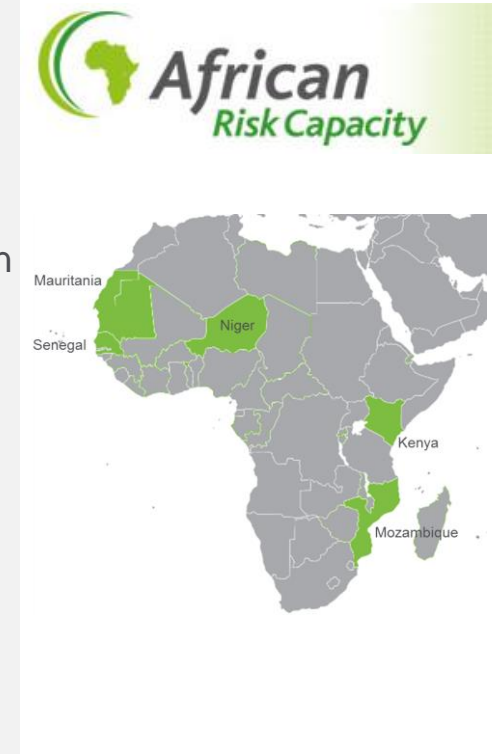 African
Risk Capacity
Mauritania
Niger
Senegal
Kenya
Mozambique